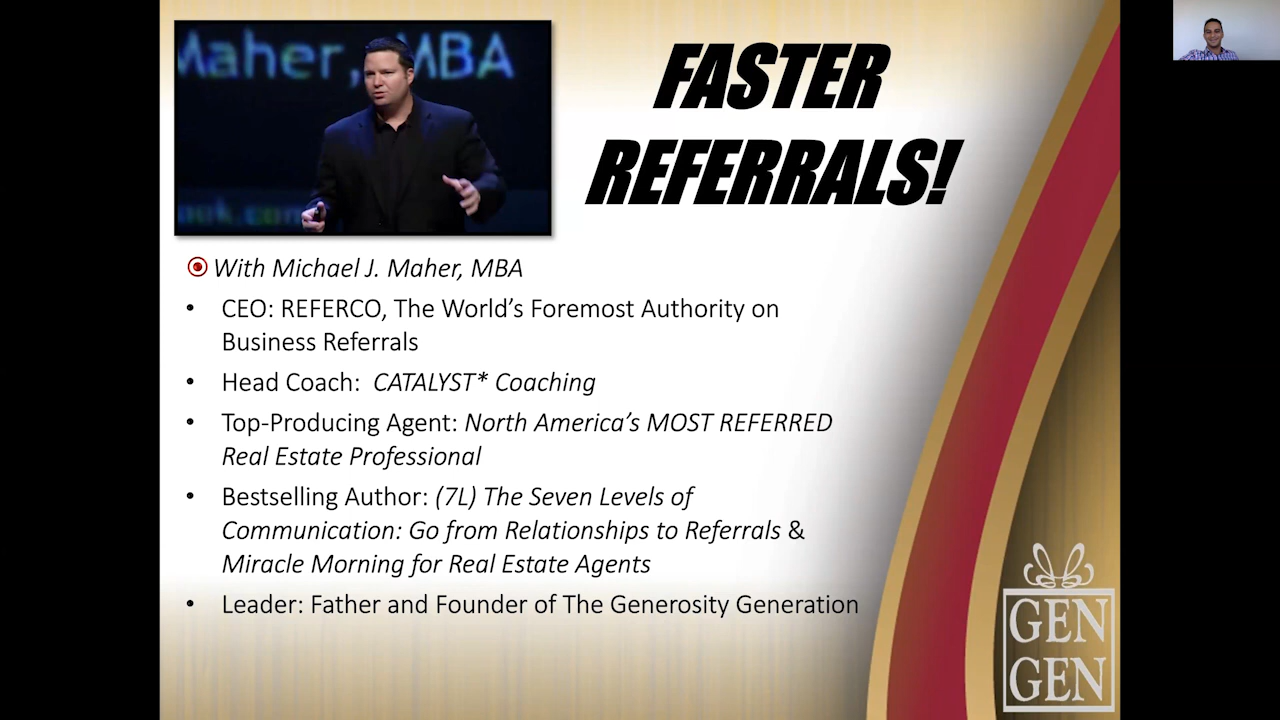 Maher, MBA
ook.com
FASTER
REFERRALS!
With Michael J. Maher, MBA
• CEO: REFERCO, The World’s Foremost Authority on
Business Referrals
• Head Coach: CATALYST* Coaching
• Top-Producing Agent: North America’s MOST REFERRED
Real Estate Professional
• Bestselling Author: (7L) The Seven Levels of
Communication: Go from Relationships to Referrals &
Miracle Morning for Real Estate Agents
• Leader: Father and Founder of The Generosity Generation
GEN
GEN